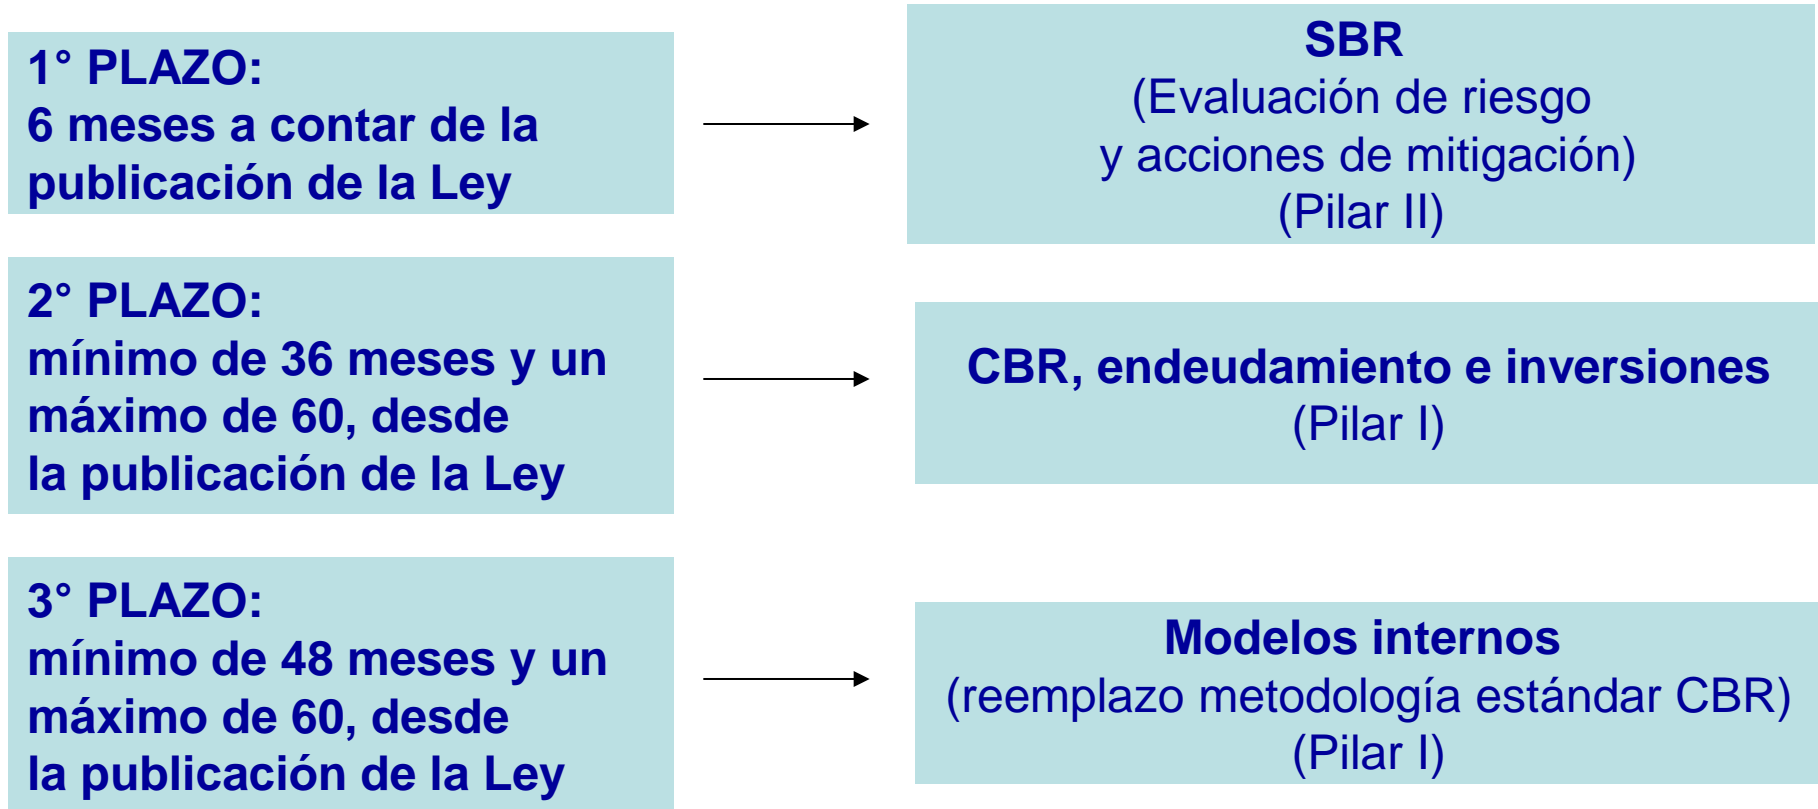 1° PLAZO:
6 meses a contar de la
publicación de la Ley
SBR
(Evaluación de riesgo
y acciones de mitigación)
(Pilar II)
2° PLAZO:
mínimo de 36 meses y un
máximo de 60, desde
la publicación de la Ley
CBR, endeudamiento e inversiones
(Pilar I)
3° PLAZO:
mínimo de 48 meses y un
máximo de 60, desde
la publicación de la Ley
Modelos internos
(reemplazo metodología estándar CBR)
(Pilar I)